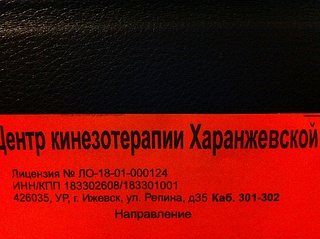 Центр кинезотерапии Харанжевской
Лицензия № ЛО-18-01-000124
ИНН/КПП 183302608/183301001
426035, УР, г. Ижевск, ул. Репина, д35 Каб. 301-302
Направление